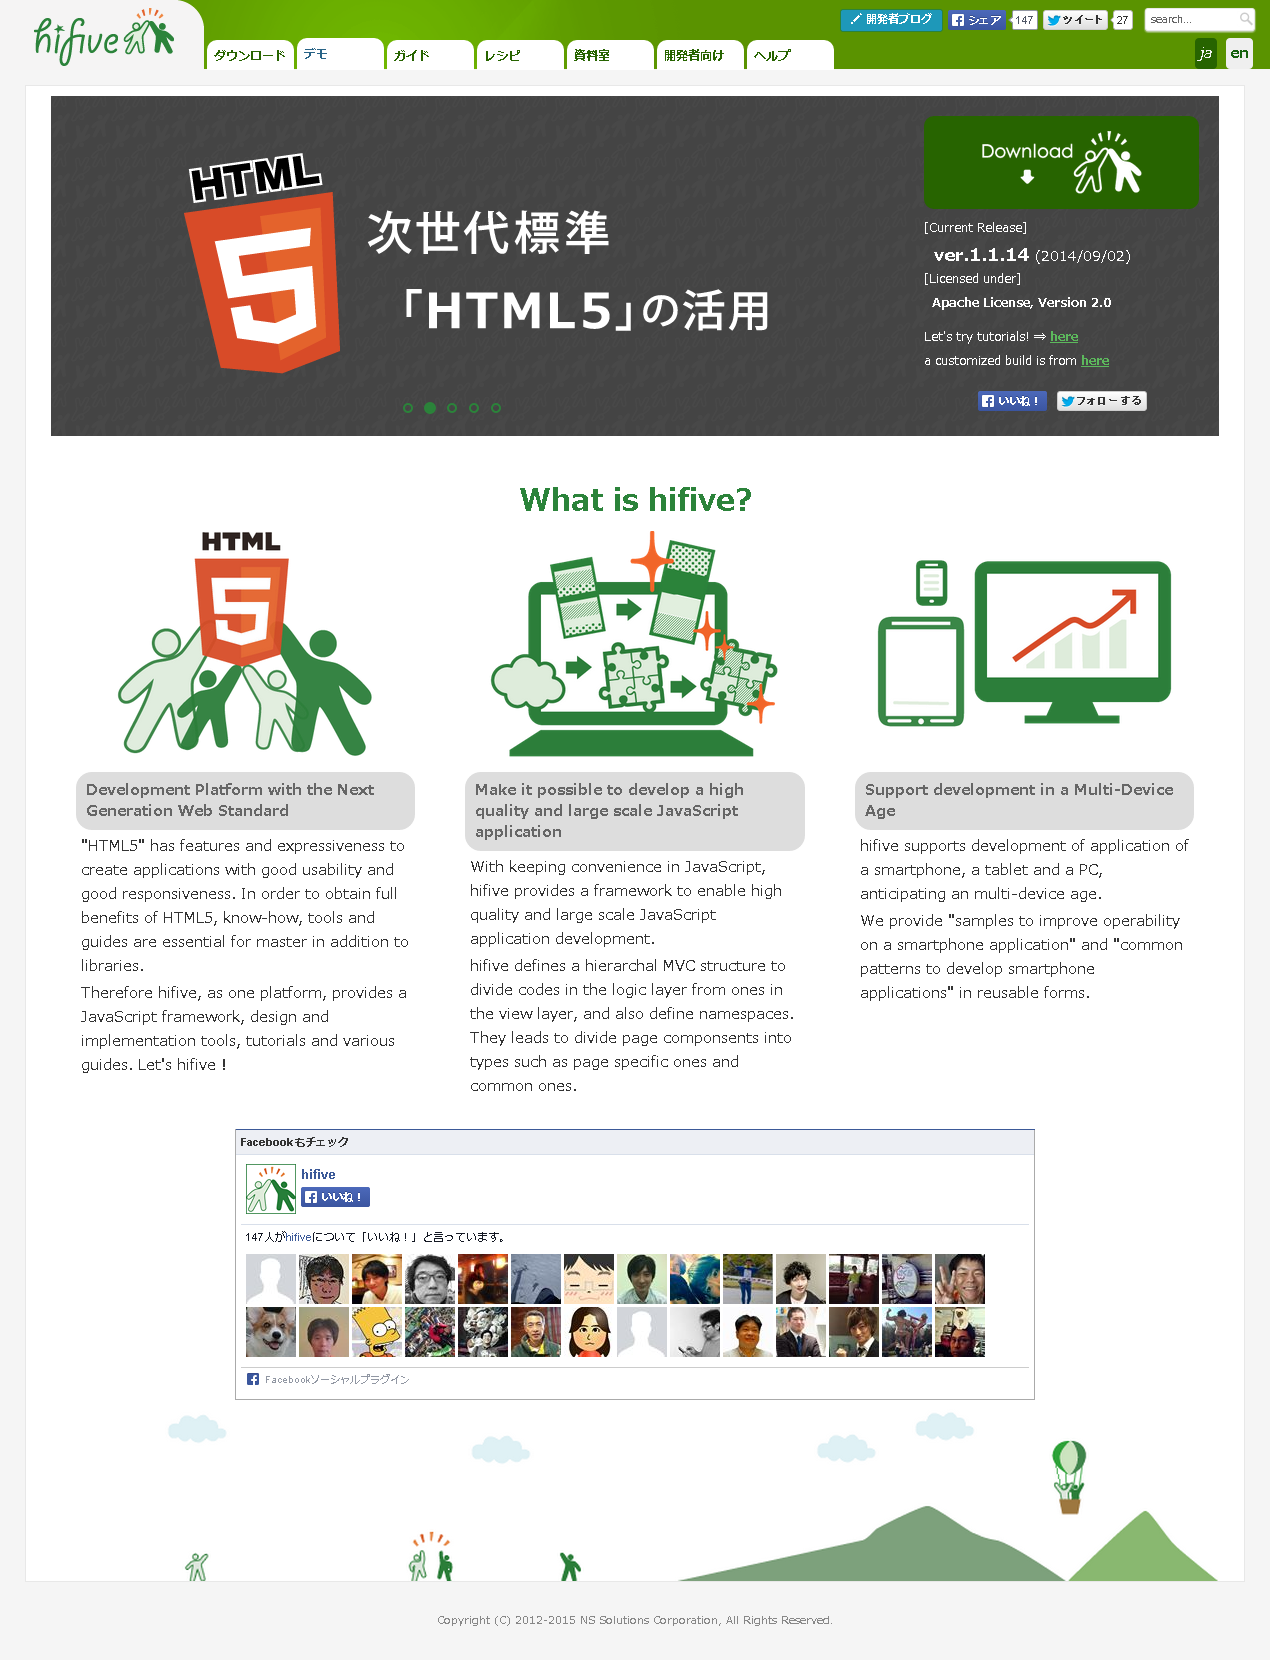 hifive
開発者ブログ
シェア
147
ツイート
27
search...
ダウンロード
デモ
ガイド
レシピ
資料室
開発者向け
ヘルプ
ja
en
HTML
5
次世代標準
「HTML5」の活用
Download
[Current Release]
ver.1.1.14 (2014/09/02)
[Licensed under]
Apache License, Version 2.0
Let's try tutorials! ⇒ here
a customized build is from here
いいね！
フォローする
What is hifive?
HTML
5
Development Platform with the Next
Generation Web Standard
"HTML5" has features and expressiveness to
create applications with good usability and
good responsiveness. In order to obtain full
benefits of HTML5, know-how, tools and
guides are essential for master in addition to
libraries.
Therefore hifive, as one platform, provides a
JavaScript framework, design and
implementation tools, tutorials and various
guides. Let's hifive !
Make it possible to develop a high
quality and large scale JavaScript
application
With keeping convenience in JavaScript,
hifive provides a framework to enable high
quality and large scale JavaScript
application development.
hifive defines a hierarchal MVC structure to
divide codes in the logic layer from ones in
the view layer, and also define namespaces.
They leads to divide page componsents into
types such as page specific ones and
common ones.
Support development in a Multi-Device
Age
hifive supports development of application of
a smartphone, a tablet and a PC,
anticipating an multi-device age.
We provide "samples to improve operability
on a smartphone application" and "common
patterns to develop smartphone
applications" in reusable forms.
Facebookもチェック
hifive
いいね！
147人がhifiveについて「いいね！」と言っています。
Facebookソーシャルプラグイン
Copyright (C) 2012-2015 NS Solutions Corporation, All Rights Reserved.